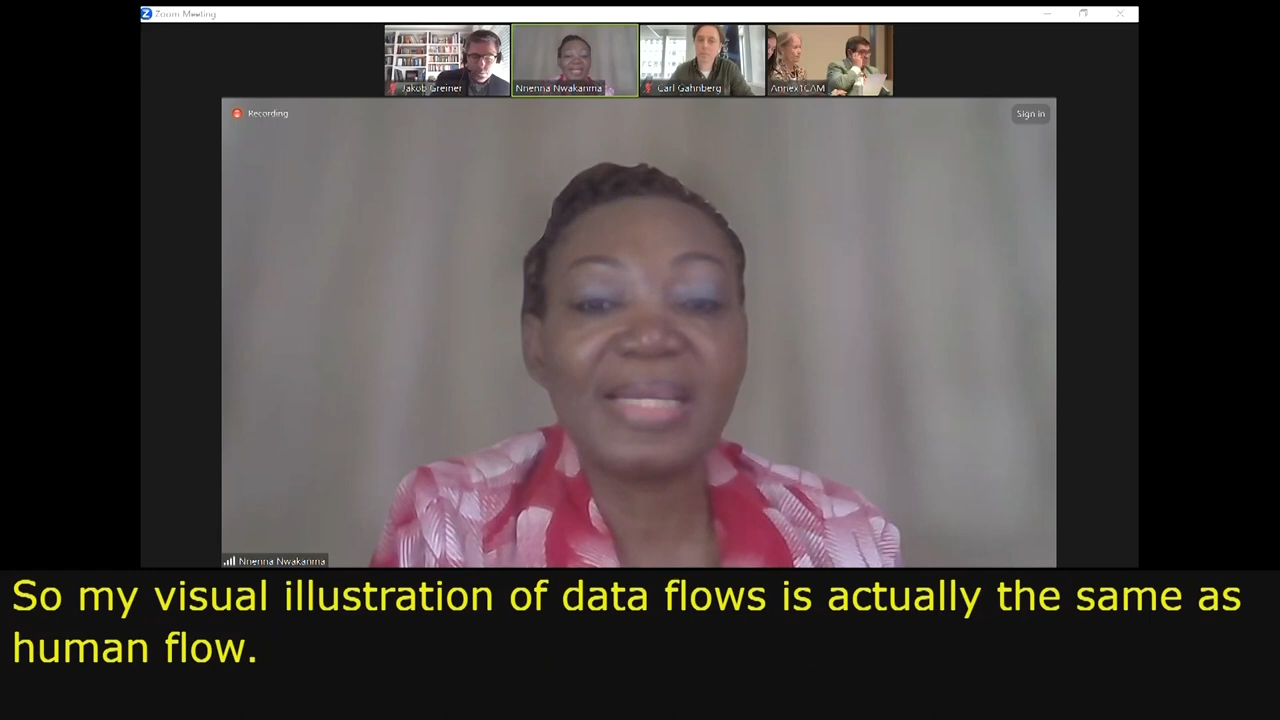 Zoom Meeting
Jakob Greiner
Nnenna Nwakanma
Carl Gahnberg
Annex1CAM
Recording
Sign in
Nnenna Nwakanma
So my visual illustration of data flows is actually the same as
human flow.